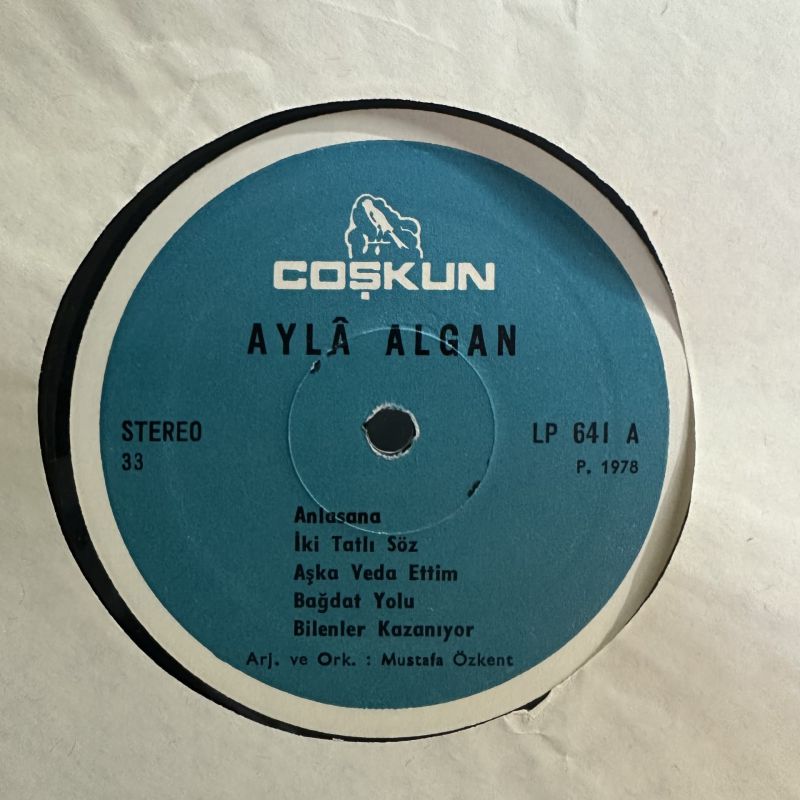 COŞKUN
AYLÂ ALGAN
STEREO
33
LP 641 A
P. 1978
Anlasana
İki Tatlı Söz
Aşka Veda Ettim
Bağdat Yolu
Bilenler Kazanıyor
Arj. ve Ork. : Mustafa Özkent